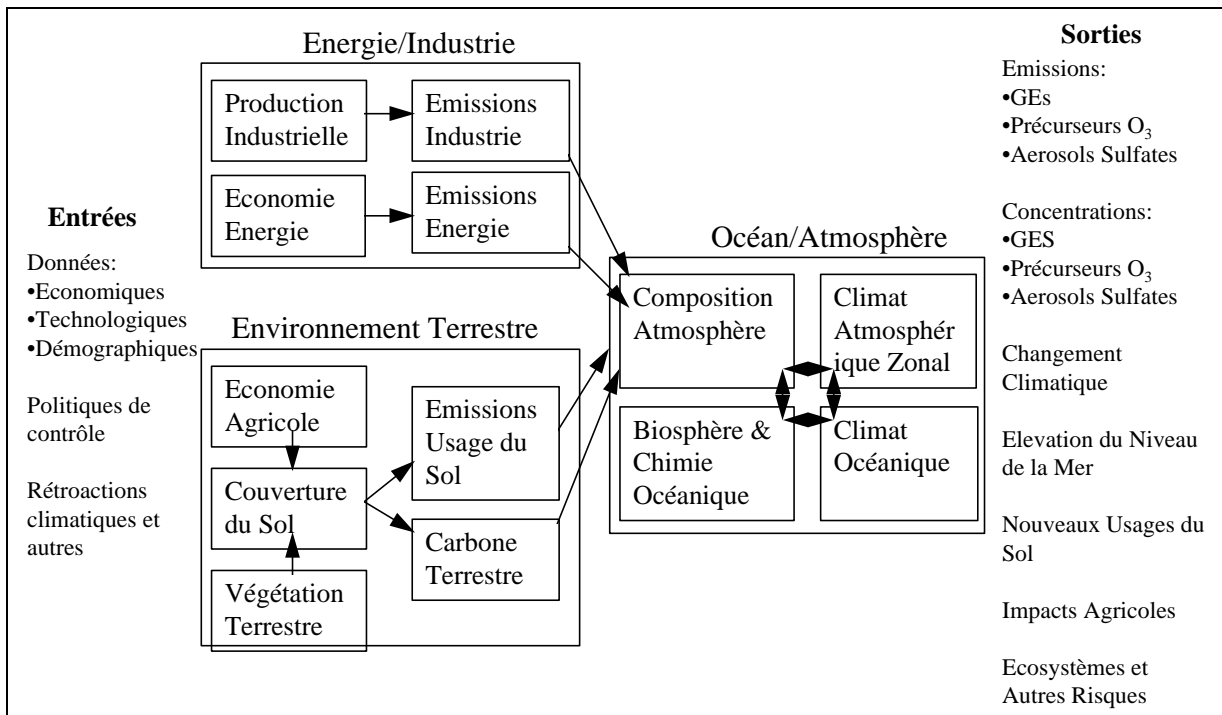 Entrées
Données:
•Economiques
•Technologiques
•Démographiques
Politiques de
contrôle
Rétroactions
climatiques et
autres
Energie/Industrie
Production
Industrielle
Emissions
Industrie
Economie
Energie
Emissions
Energie
Environnement Terrestre
Economie
Agricole
Couverture
du Sol
Végétation
Terrestre
Emissions
Usage du
Sol
Carbone
Terrestre
Océan/Atmosphère
Composition
Atmosphère
Climat
Atmosphér
ique Zonal
Biosphère &
Chimie
Océanique
Climat
Océanique
Sorties
Emissions:
•GEs
•Précurseurs O₃
•Aerosols Sulfates
Concentrations:
•GES
•Précurseurs O₃
•Aerosols Sulfates
Changement
Climatique
Elevation du Niveau
de la Mer
Nouveaux Usages du
Sol
Impacts Agricoles
Ecosystèmes et
Autres Risques